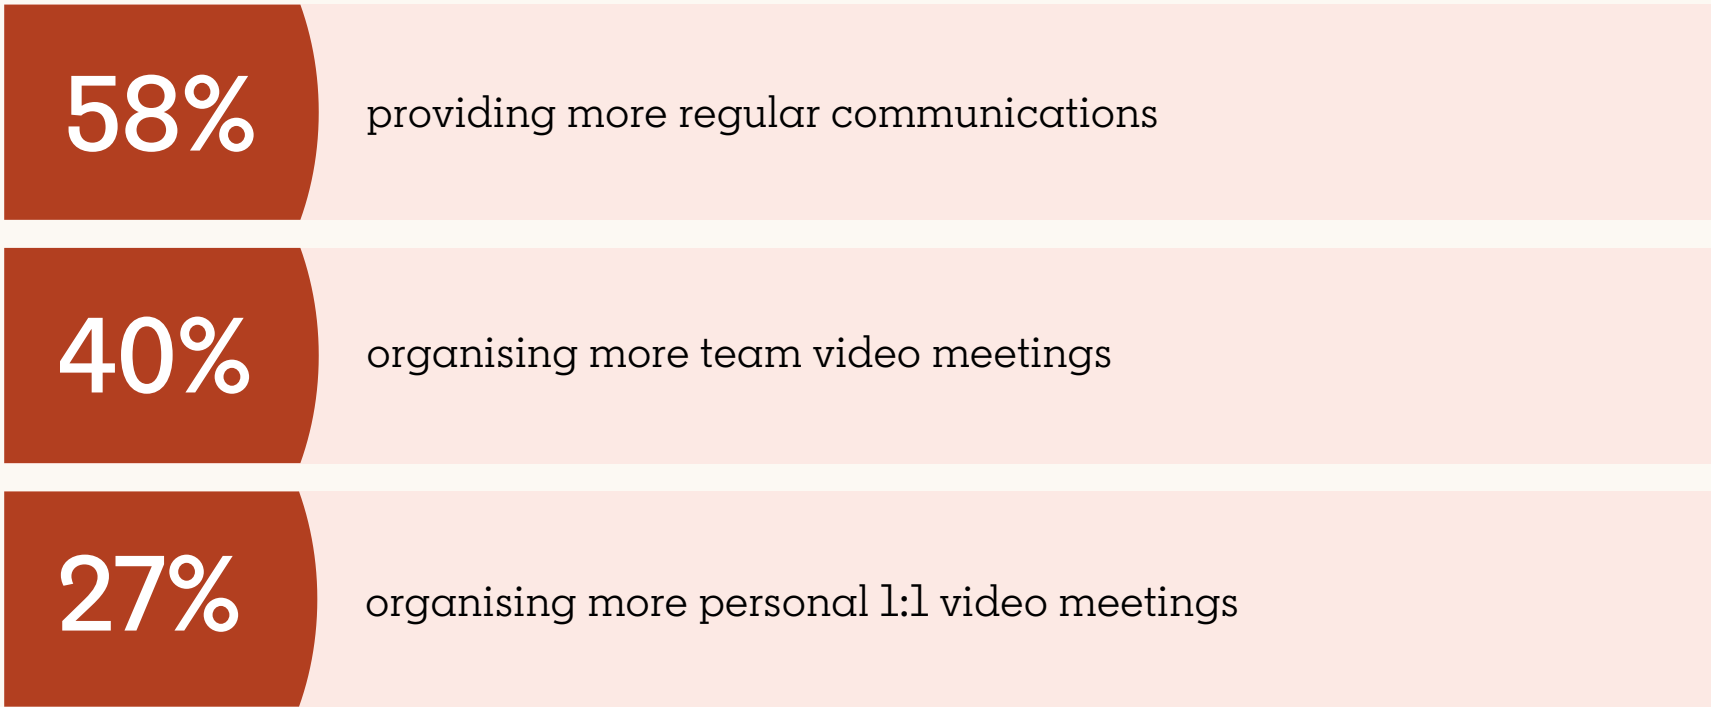 58%
providing more regular communications
40%
organising more team video meetings
27%
organising more personal 1:1 video meetings